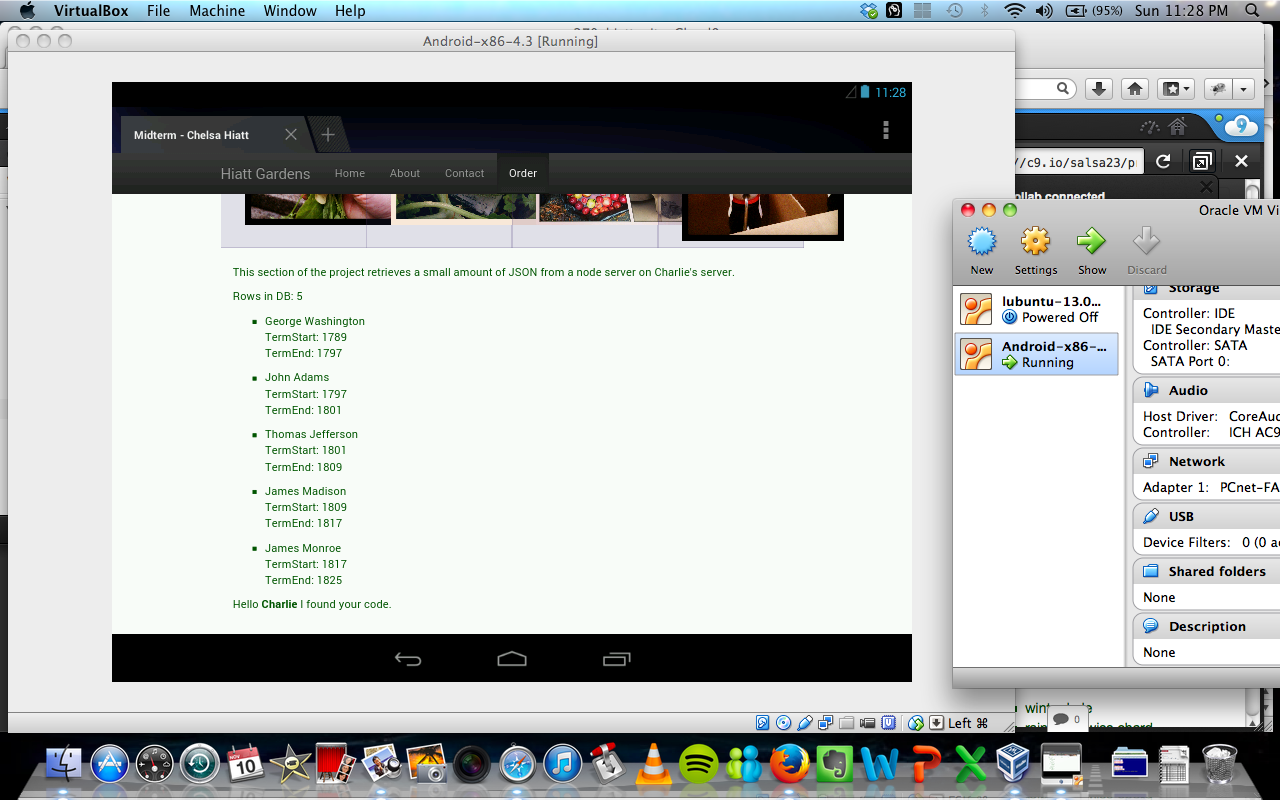 VirtualBox File Machine Window Help (95%) Sun 11:28 PM
Android-x86-4.3 [Running]
11:28
Midterm - Chelsa Hiatt
Hiatt Gardens Home About Contact Order
This section of the project retrieves a small amount of JSON from a node server on Charlie's server.
Rows in DB: 5
George Washington
TermStart: 1789
TermEnd: 1797
John Adams
TermStart: 1797
TermEnd: 1801
Thomas Jefferson
TermStart: 1801
TermEnd: 1809
James Madison
TermStart: 1809
TermEnd: 1817
James Monroe
TermStart: 1817
TermEnd: 1825
Hello Charlie I found your code.
Left ⌘
9
//c9.io/salsa23/p
connected
Oracle VM Vi
New Settings Show Discard
lubuntu-13.0...
Powered Off
Android-x86-...
Running
Storage
Controller: IDE
IDE Secondary Maste
Controller: SATA
SATA Port 0:
Audio
Host Driver: CoreAud
Controller: ICH AC9
Network
Adapter 1: PCnet-FA
USB
Device Filters: 0 (0 a
Shared folders
None
Description
None
0
NOV
10